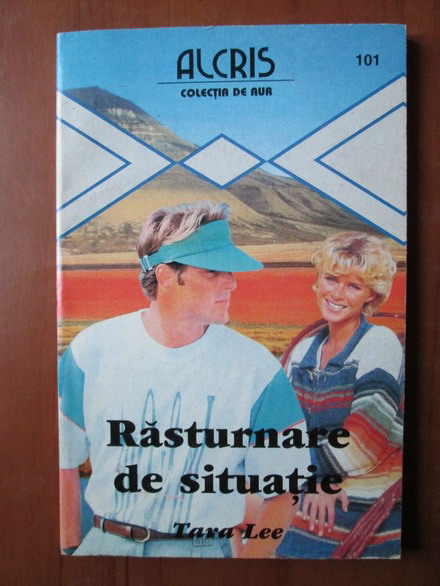 ALCRIS
COLECȚIA DE AUR
101
Răsturnare
de situație
Tara Lee